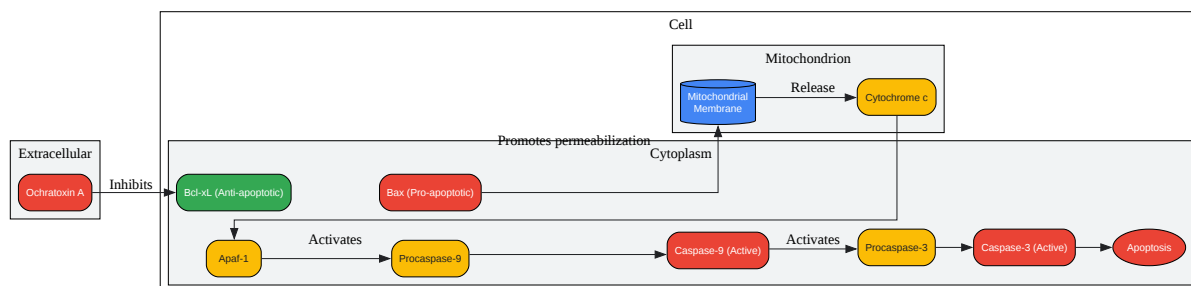 Cell
Mitochondrion
Mitochondrial
Membrane
Release
Cytochrome c
Promotes permeabilization
Cytoplasm
Extracellular
Ochratoxin A
Inhibits
Bcl-xL (Anti-apoptotic)
Bax (Pro-apoptotic)
Apaf-1
Activates
Procaspase-9
Caspase-9 (Active)
Activates
Procaspase-3
Caspase-3 (Active)
Apoptosis